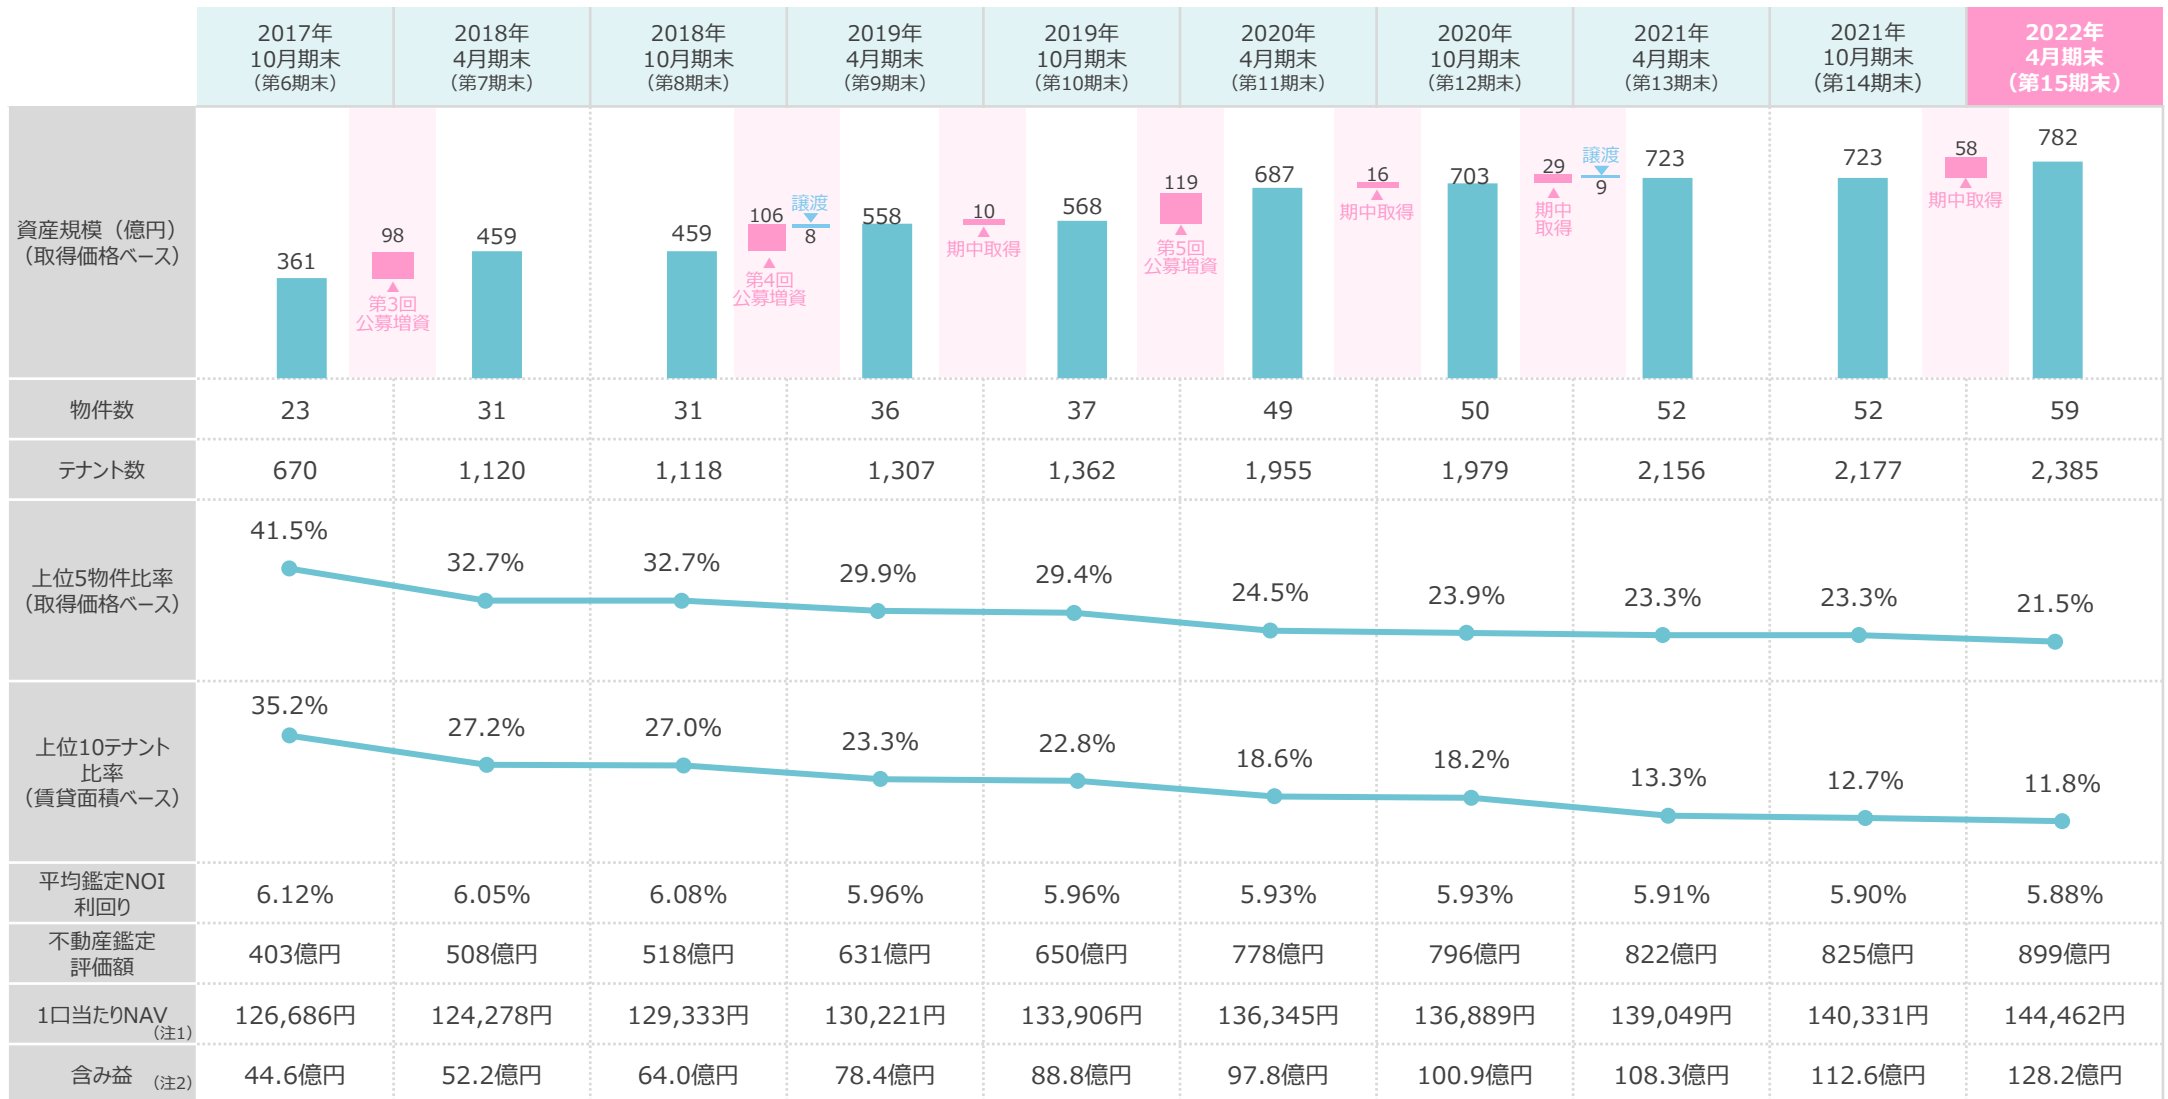 2017年
10月期末
（第6期末）
2018年
4月期末
（第7期末）
2018年
10月期末
（第8期末）
2019年
4月期末
（第9期末）
2019年
10月期末
（第10期末）
2020年
4月期末
（第11期末）
2020年
10月期末
（第12期末）
2021年
4月期末
（第13期末）
2021年
10月期末
（第14期末）
2022年
4月期末
（第15期末）
資産規模（億円）
（取得価格ベース）
361
98
▲
第3回
公募増資
459
459
106
▲
第4回
公募増資
譲渡
▼
8
558
10
▲
期中取得
568
119
▲
第5回
公募増資
687
16
▲
期中取得
703
29
▲
期中
取得
譲渡
▼
9
723
723
58
▲
期中取得
782
物件数 23 31 31 36 37 49 50 52 52 59
テナント数 670 1,120 1,118 1,307 1,362 1,955 1,979 2,156 2,177 2,385
上位5物件比率
（取得価格ベース）
41.5% 32.7% 32.7% 29.9% 29.4% 24.5% 23.9% 23.3% 23.3% 21.5%
上位10テナント
比率
（賃貸面積ベース）
35.2% 27.2% 27.0% 23.3% 22.8% 18.6% 18.2% 13.3% 12.7% 11.8%
平均鑑定NOI
利回り
6.12% 6.05% 6.08% 5.96% 5.96% 5.93% 5.93% 5.91% 5.90% 5.88%
不動産鑑定
評価額
403億円 508億円 518億円 631億円 650億円 778億円 796億円 822億円 825億円 899億円
1口当たりNAV
（注1）
126,686円 124,278円 129,333円 130,221円 133,906円 136,345円 136,889円 139,049円 140,331円 144,462円
含み益 （注2） 44.6億円 52.2億円 64.0億円 78.4億円 88.8億円 97.8億円 100.9億円 108.3億円 112.6億円 128.2億円